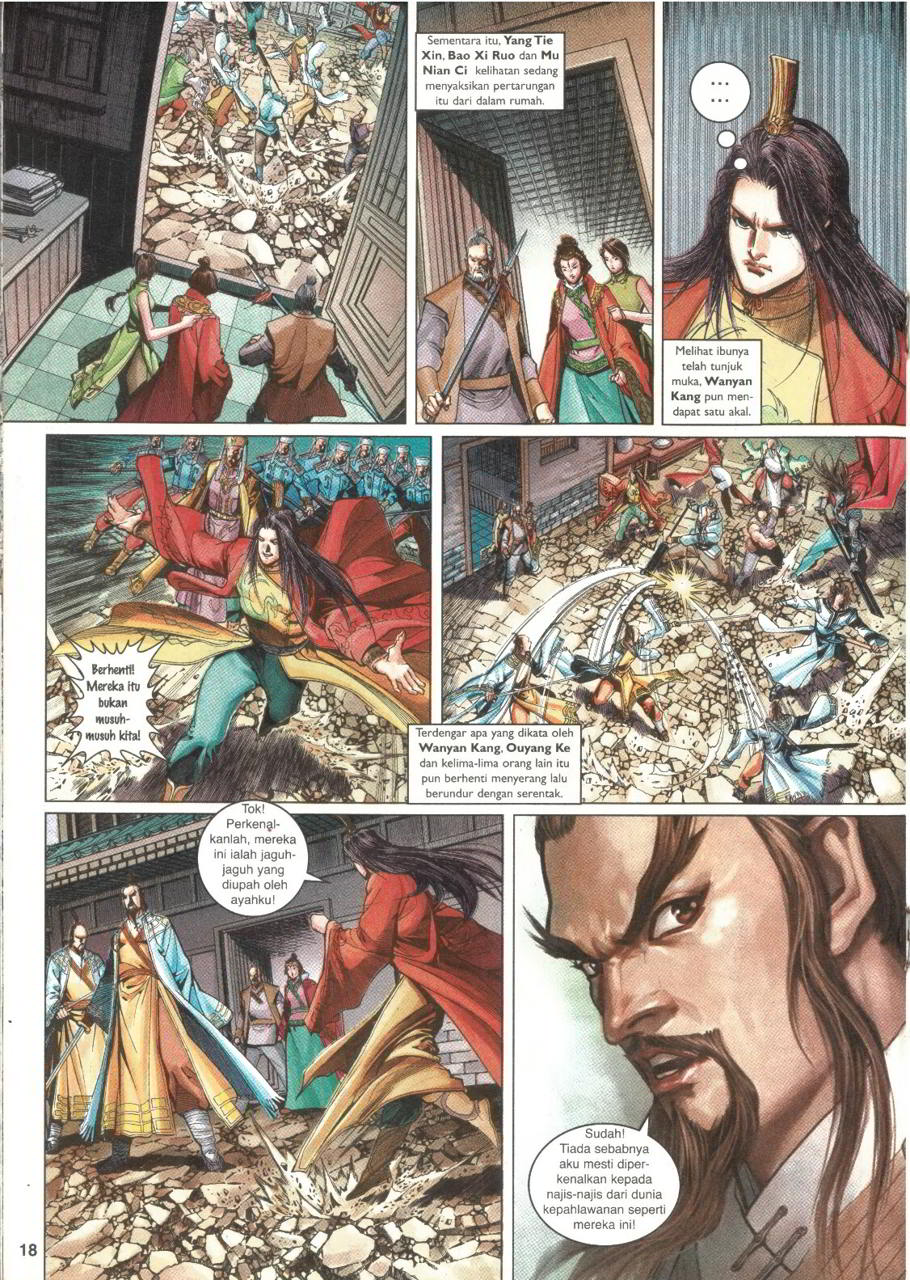 Sementara itu, Yang Tie
Xin, Bao Xi Ruo dan Mu
Nian Ci kelihatan sedang
menyaksikan pertarungan
itu dari dalam rumah.
...
...
Melihat ibunya
telah tunjuk
muka, Wanyan
Kang pun men-
dapat satu akal.
Berhenti!
Mereka itu
bukan
musuh-
musuh kita!
Terdengar apa yang dikata oleh
Wanyan Kang, Ouyang Ke
dan kelima-lima orang lain itu
pun berhenti menyerang lalu
berundur dengan serentak.
Tok!
Perkenal-
kanlah, mereka
ini ialah jaguh-
jaguh yang
diupah oleh
ayahku!
Sudah!
Tiada sebabnya
aku mesti diper-
kenalkan kepada
najis-najis dari dunia
kepahlawanan seperti
mereka ini!
18